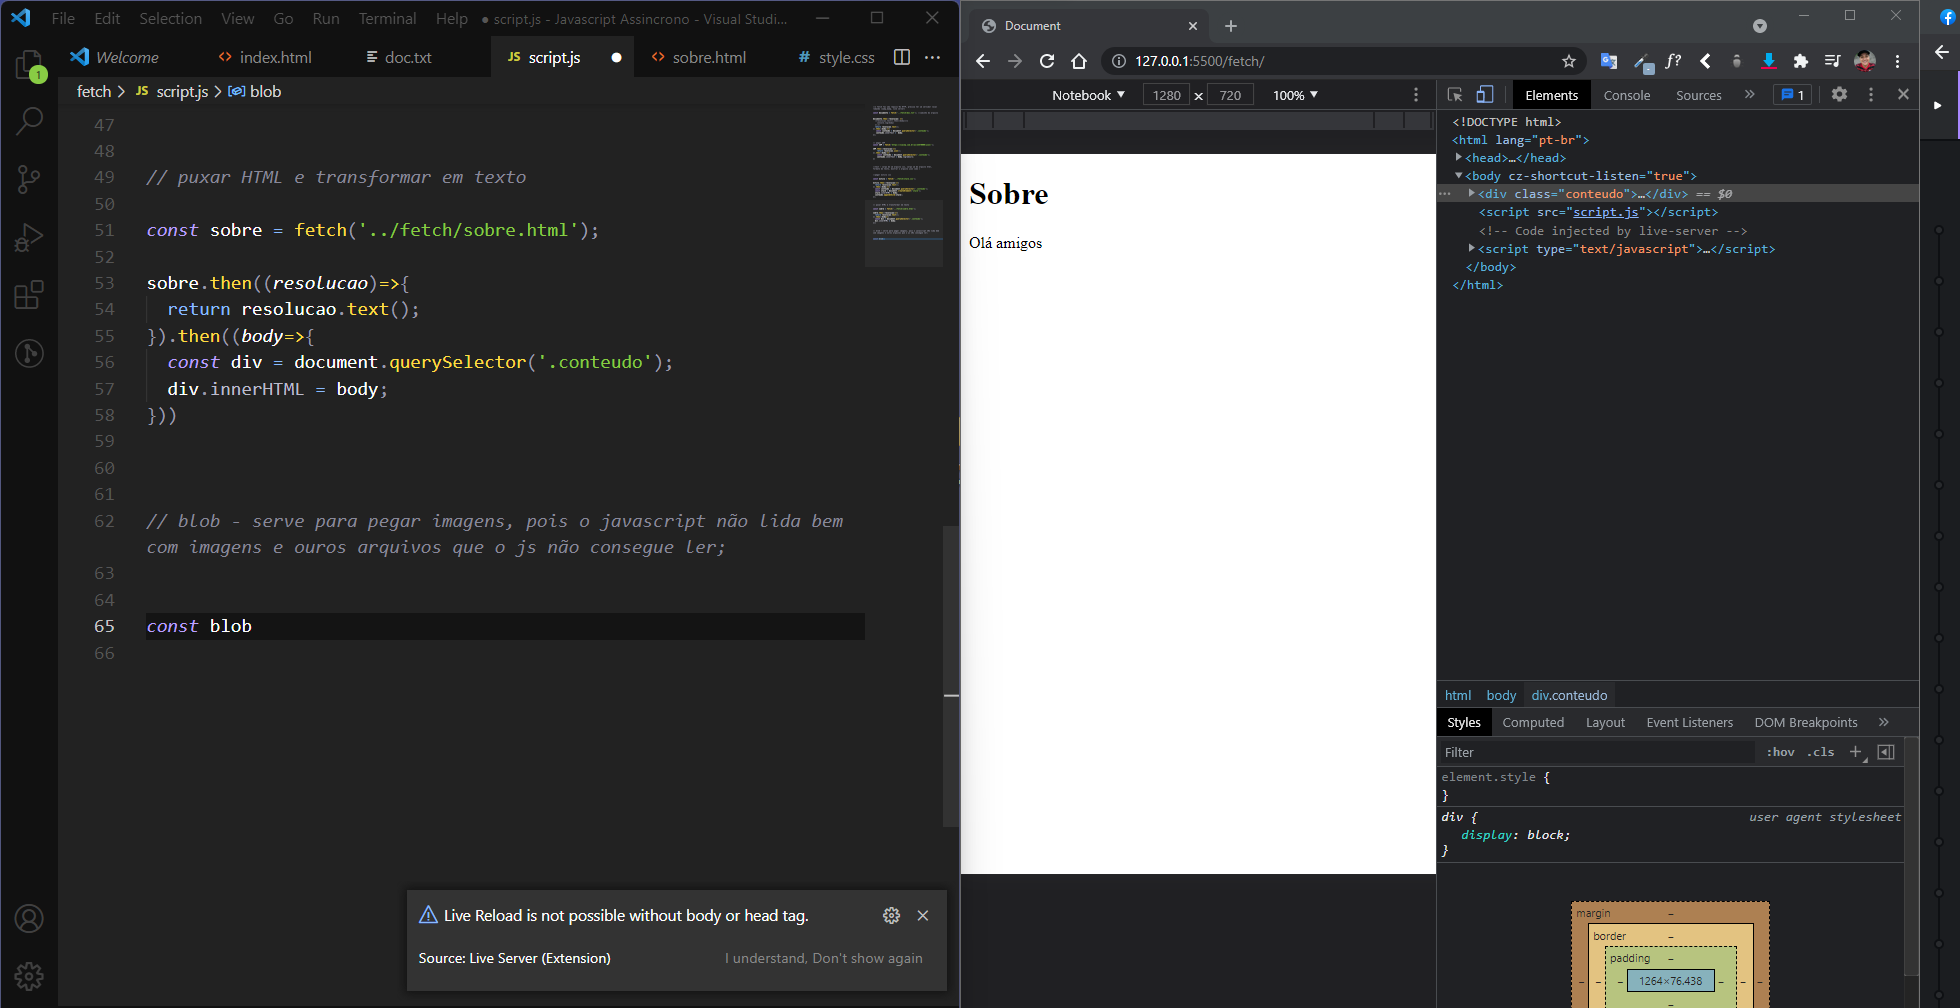 File Edit Selection View Go Run Terminal Help ● script.js - Javascript Assincrono - Visual Studi...
Welcome <> index.html doc.txt JS script.js <> sobre.html # style.css ...
1
fetch > JS script.js > blob
47
48
49 // puxar HTML e transformar em texto
50
51 const sobre = fetch('../fetch/sobre.html');
52
53 sobre.then((resolucao)=>{
54 return resolucao.text();
55 }).then((body=>{
56 const div = document.querySelector('.conteudo');
57 div.innerHTML = body;
58 }))
59
60
61
62 // blob - serve para pegar imagens, pois o javascript não lida bem
com imagens e ouros arquivos que o js não consegue ler;
63
64
65 const blob
66
Live Reload is not possible without body or head tag.
Source: Live Server (Extension) I understand, Don't show again
Document
127.0.0.1:5500/fetch/
f?
Notebook 1280 x 720 100%
Sobre
Olá amigos
Elements Console Sources » 1
<!DOCTYPE html>
<html lang="pt-br">
<head>…</head>
<body cz-shortcut-listen="true">
<div class="conteudo">…</div> == $0
<script src="script.js"></script>
<!-- Code injected by live-server -->
<script type="text/javascript">…</script>
</body>
</html>
html body div.conteudo
Styles Computed Layout Event Listeners DOM Breakpoints »
Filter :hov .cls +
element.style {
}
div { user agent stylesheet
display: block;
}
margin –
border –
padding –
– – – 1264×76.438 – – –
–